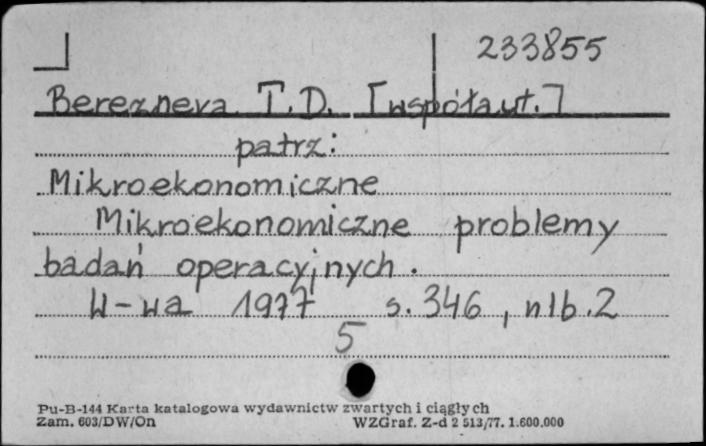 233855
Berezneva T.D. [współaut.]
patrz:
Mikroekonomiczne
Mikroekonomiczne problemy
badań operacyjnych.
W-wa 1977 s. 346, nlb. 2
5
Pu-B-144 Karta katalogowa wydawnictw zwartych i ciągłych
Zam. 603/DW/On WZGraf. Z-d 2 513/77. 1.600.000